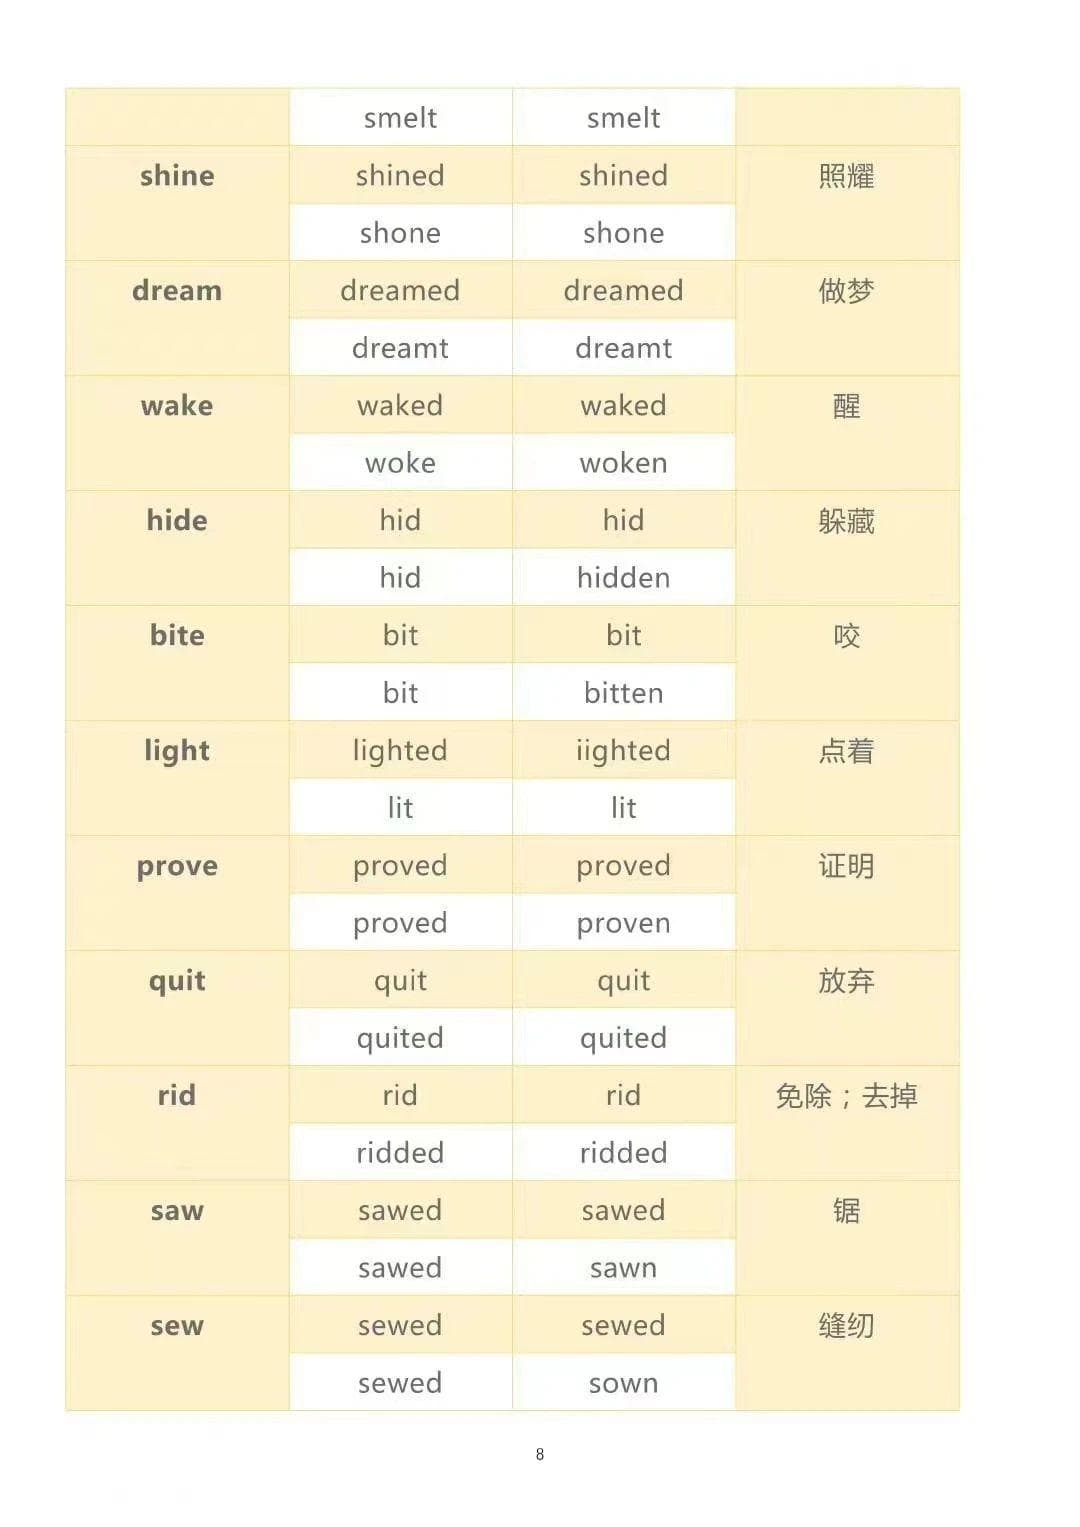 smelt smelt
shine shined shined 照耀
shone shone
dream dreamed dreamed 做梦
dreamt dreamt
wake waked waked 醒
woke woken
hide hid hid 躲藏
hid hidden
bite bit bit 咬
bit bitten
light lighted iighted 点着
lit lit
prove proved proved 证明
proved proven
quit quit quit 放弃
quited quited
rid rid rid 免除；去掉
ridded ridded
saw sawed sawed 锯
sawed sawn
sew sewed sewed 缝纫
sewed sown
8